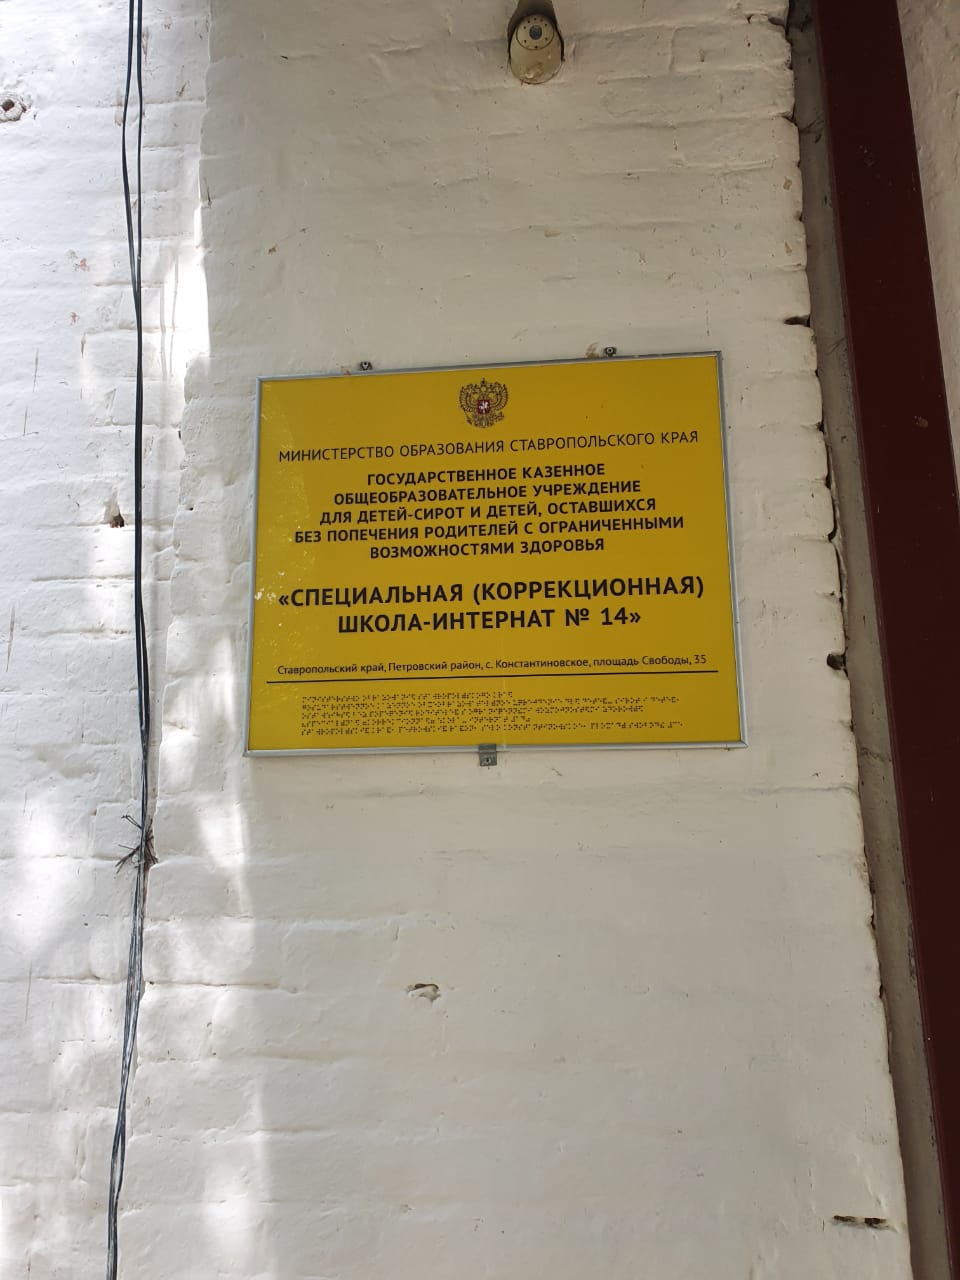 МИНИСТЕРСТВО ОБРАЗОВАНИЯ СТАВРОПОЛЬСКОГО КРАЯ
ГОСУДАРСТВЕННОЕ КАЗЕННОЕ
ОБЩЕОБРАЗОВАТЕЛЬНОЕ УЧРЕЖДЕНИЕ
ДЛЯ ДЕТЕЙ-СИРОТ И ДЕТЕЙ, ОСТАВШИХСЯ
БЕЗ ПОПЕЧЕНИЯ РОДИТЕЛЕЙ С ОГРАНИЧЕННЫМИ
ВОЗМОЖНОСТЯМИ ЗДОРОВЬЯ
«СПЕЦИАЛЬНАЯ (КОРРЕКЦИОННАЯ)
ШКОЛА-ИНТЕРНАТ № 14»
Ставропольский край, Петровский район, с. Константиновское, площадь Свободы, 35